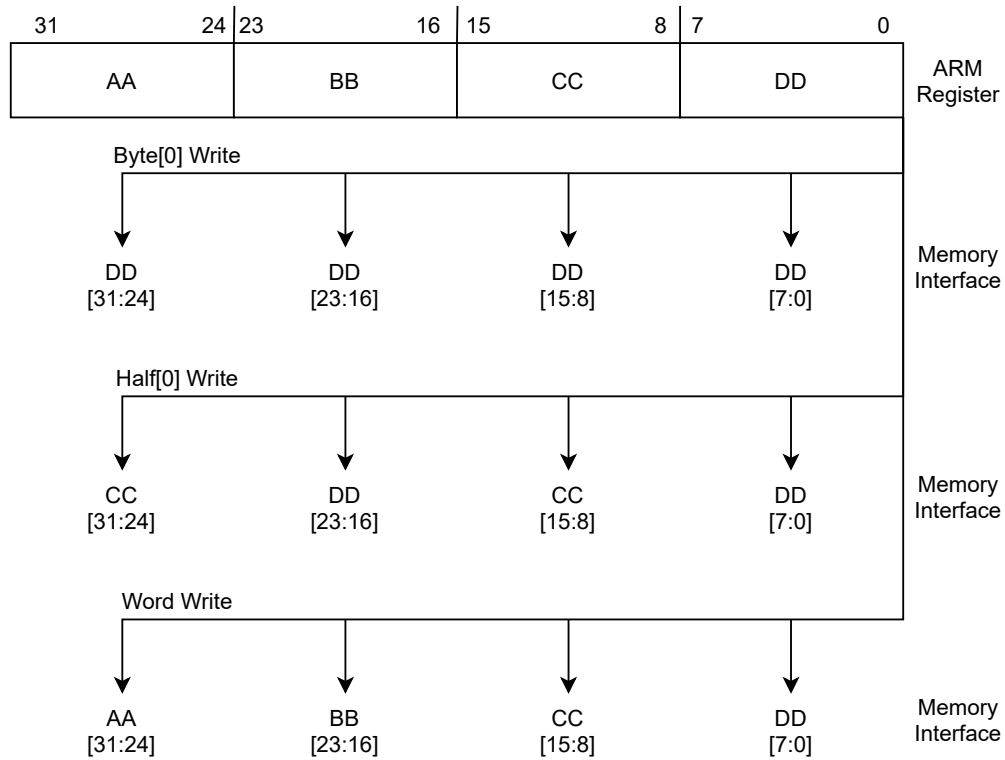 31 24 23 16 15 8 7 0
AA BB CC DD
ARM
Register
Byte[0] Write
DD DD DD DD
[31:24] [23:16] [15:8] [7:0]
Memory
Interface
Half[0] Write
CC DD CC DD
[31:24] [23:16] [15:8] [7:0]
Memory
Interface
Word Write
AA BB CC DD
[31:24] [23:16] [15:8] [7:0]
Memory
Interface